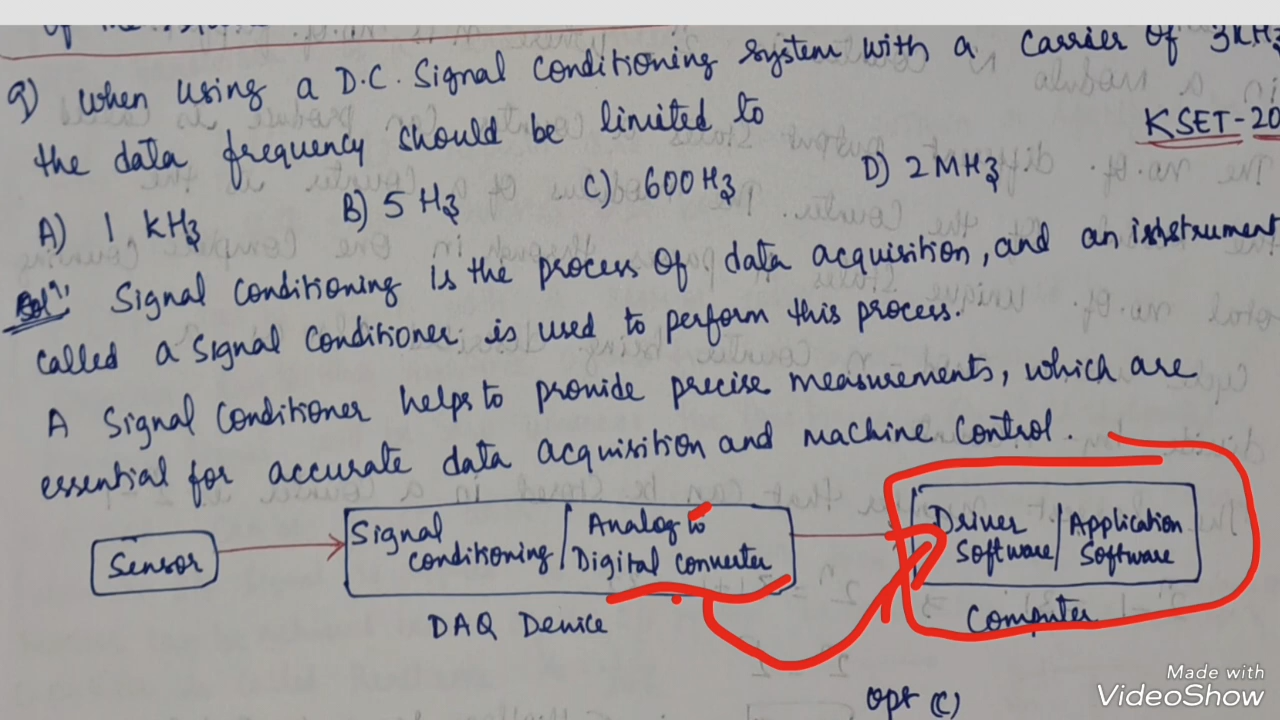 of the
Q) When using a D.C. Signal Conditioning system with a carrier of 3KHz
the data frequency should be limited to
KSET-20
A) 1 KHz B) 5 Hz C) 600Hz D) 2 MHz
Sol": Signal Conditioning is the process of data acquisition, and an instrument
called a Signal Conditioner, is used to perform this process.
A Signal Conditioner helps to provide precise measurements, which are
essential for accurate data acquisition and machine Control.
Sensor
Signal Conditioning / Analog to Digital Converter
DAQ Device
Driver Software / Application Software
Computer
opt (C)
Made with
VideoShow